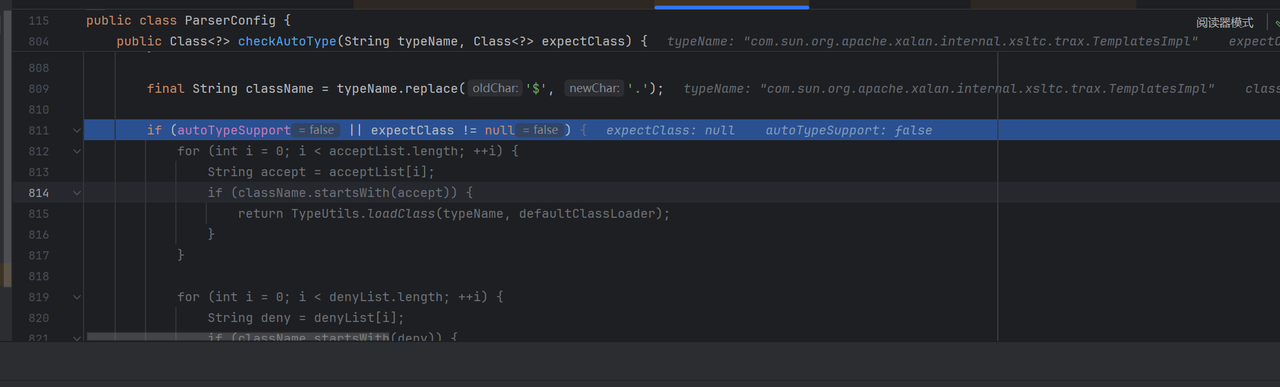 阅读器模式
115 public class ParserConfig {
804 public Class<?> checkAutoType(String typeName, Class<?> expectClass) { typeName: "com.sun.org.apache.xalan.internal.xsltc.trax.TemplatesImpl" expectC
808
809 final String className = typeName.replace( oldChar: '$', newChar: '.'); typeName: "com.sun.org.apache.xalan.internal.xsltc.trax.TemplatesImpl" class
810
811 if (autoTypeSupport = false || expectClass != null = false ) { expectClass: null autoTypeSupport: false
812 for (int i = 0; i < acceptList.length; ++i) {
813 String accept = acceptList[i];
814 if (className.startsWith(accept)) {
815 return TypeUtils.loadClass(typeName, defaultClassLoader);
816 }
817 }
818
819 for (int i = 0; i < denyList.length; ++i) {
820 String deny = denyList[i];
821 if (className.startsWith(deny)) {